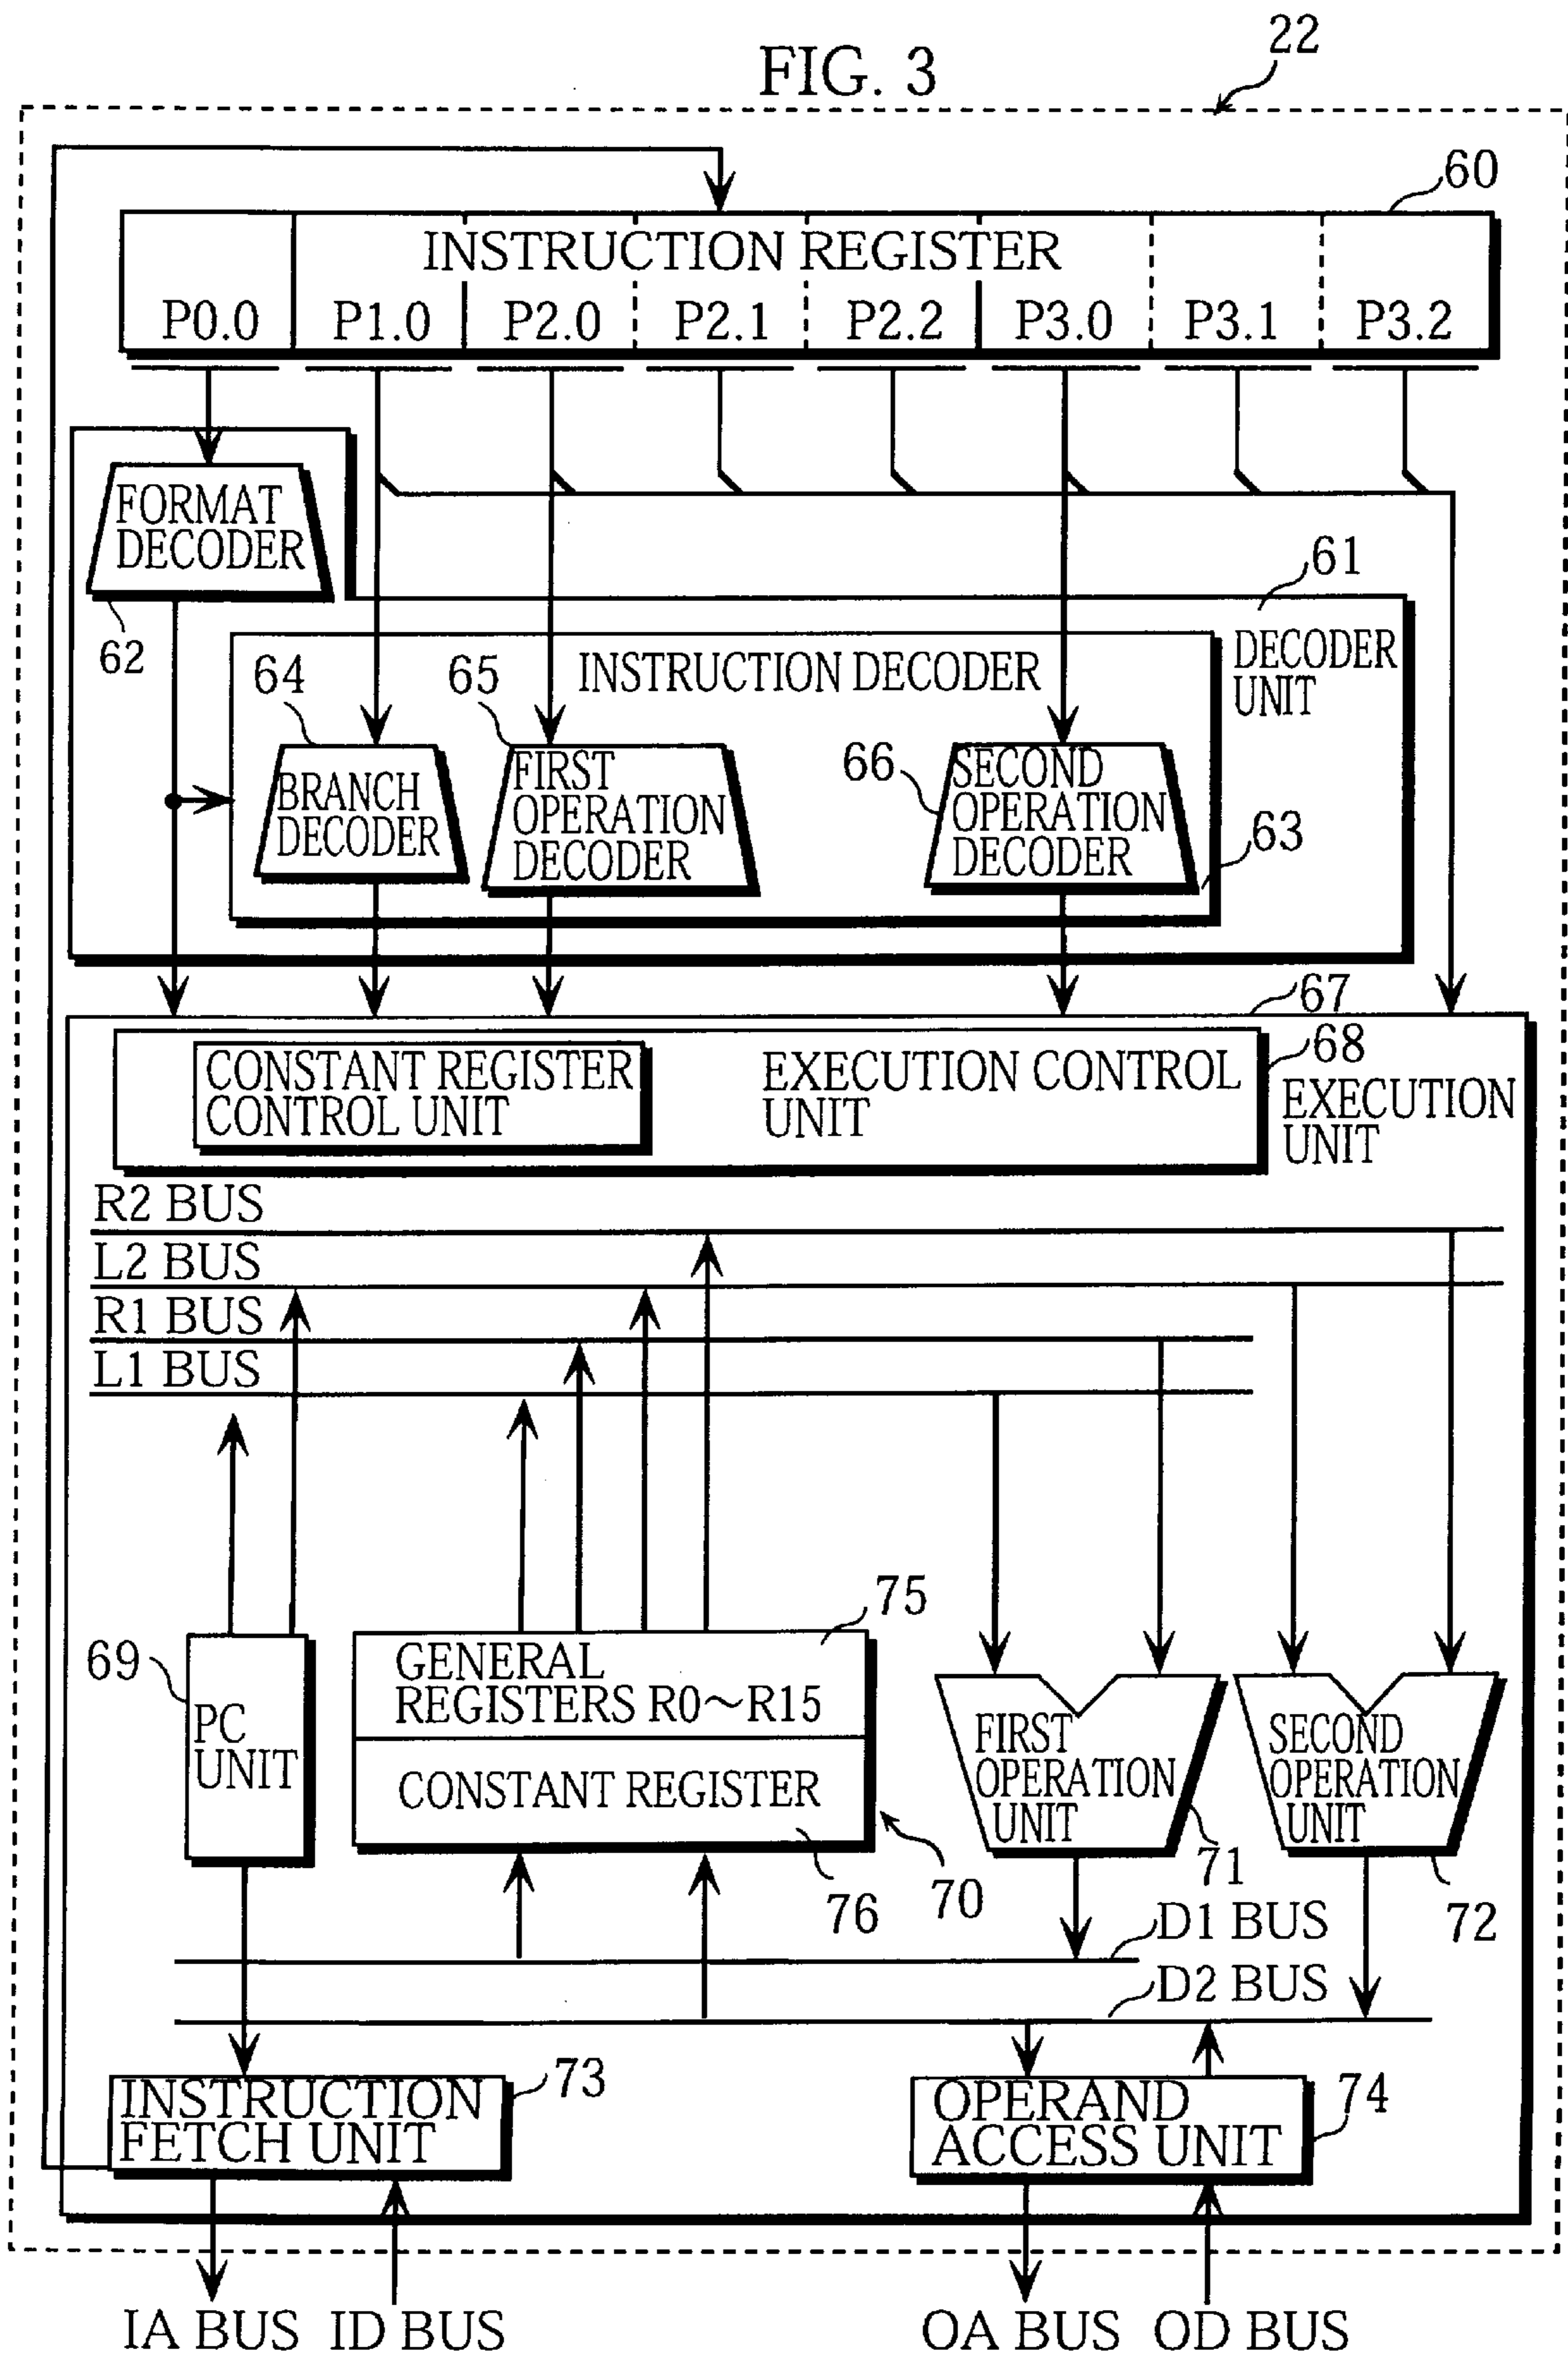 FIG. 3
22
60
INSTRUCTION REGISTER
P0.0 P1.0 P2.0 P2.1 P2.2 P3.0 P3.1 P3.2
FORMAT
DECODER
62
61
DECODER
UNIT
INSTRUCTION DECODER
64
65
66
63
BRANCH
DECODER
FIRST
OPERATION
DECODER
SECOND
OPERATION
DECODER
67
68
CONSTANT REGISTER
CONTROL UNIT
EXECUTION CONTROL
UNIT
EXECUTION
UNIT
R2 BUS
L2 BUS
R1 BUS
L1 BUS
69
PC
UNIT
75
GENERAL
REGISTERS R0~R15
CONSTANT REGISTER
76
70
FIRST
OPERATION
UNIT
71
SECOND
OPERATION
UNIT
72
D1 BUS
D2 BUS
INSTRUCTION
FETCH UNIT
73
OPERAND
ACCESS UNIT
74
IA BUS ID BUS OA BUS OD BUS